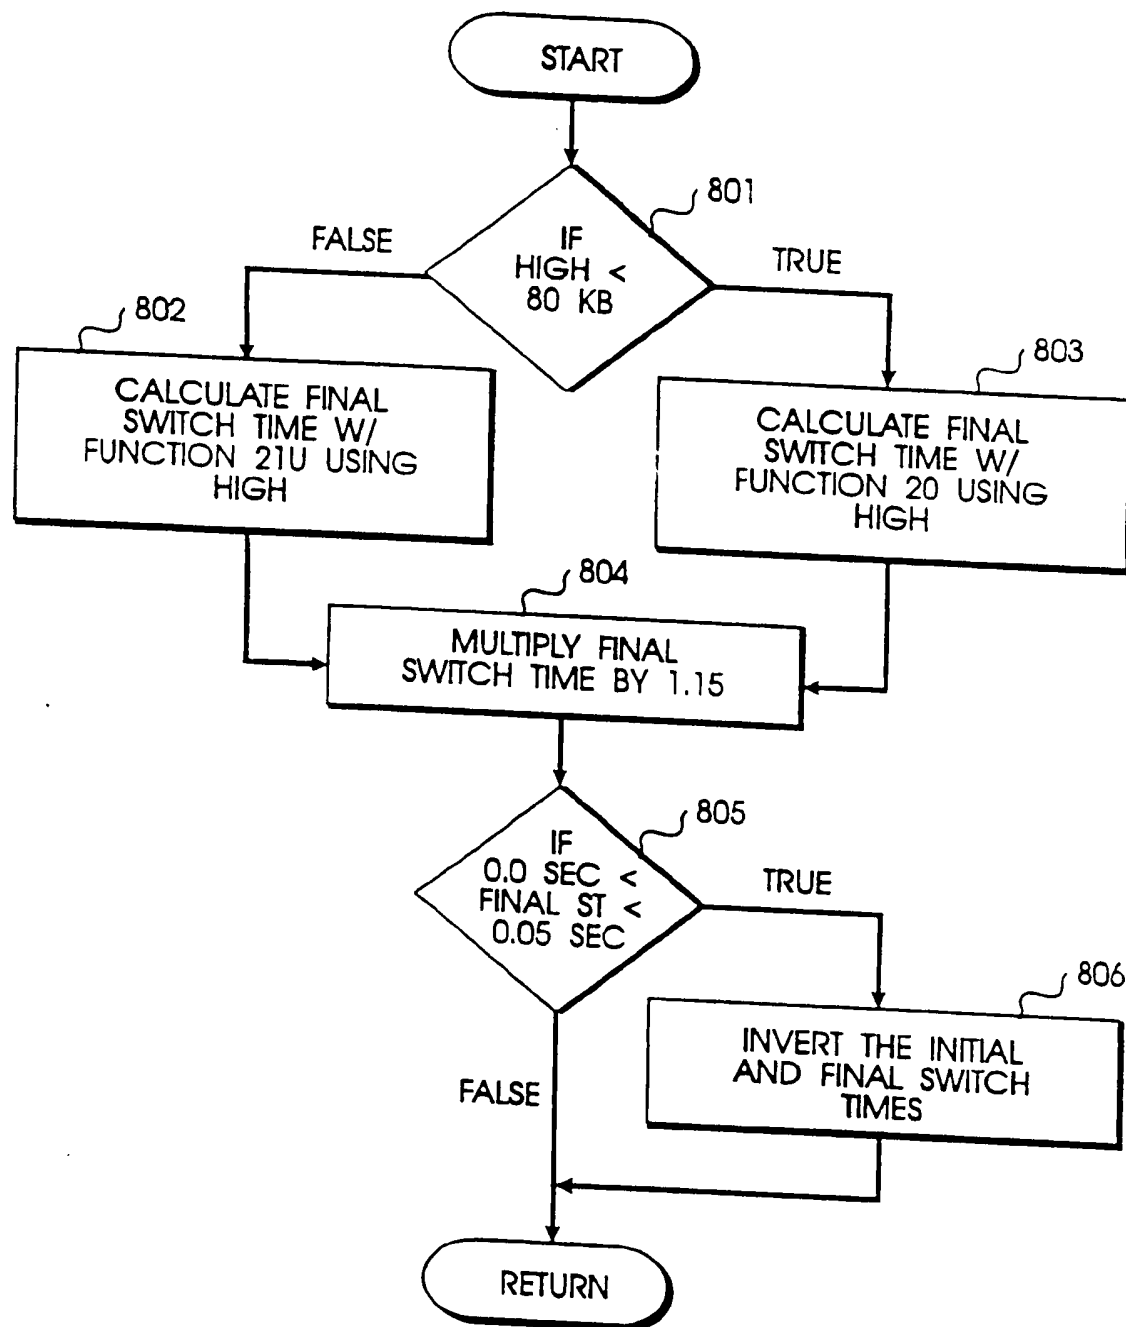 START
801
IF
HIGH <
80 KB
FALSE
TRUE
802
CALCULATE FINAL
SWITCH TIME W/
FUNCTION 21U USING
HIGH
803
CALCULATE FINAL
SWITCH TIME W/
FUNCTION 20 USING
HIGH
804
MULTIPLY FINAL
SWITCH TIME BY 1.15
805
IF
0.0 SEC <
FINAL ST <
0.05 SEC
TRUE
806
INVERT THE INITIAL
AND FINAL SWITCH
TIMES
FALSE
RETURN